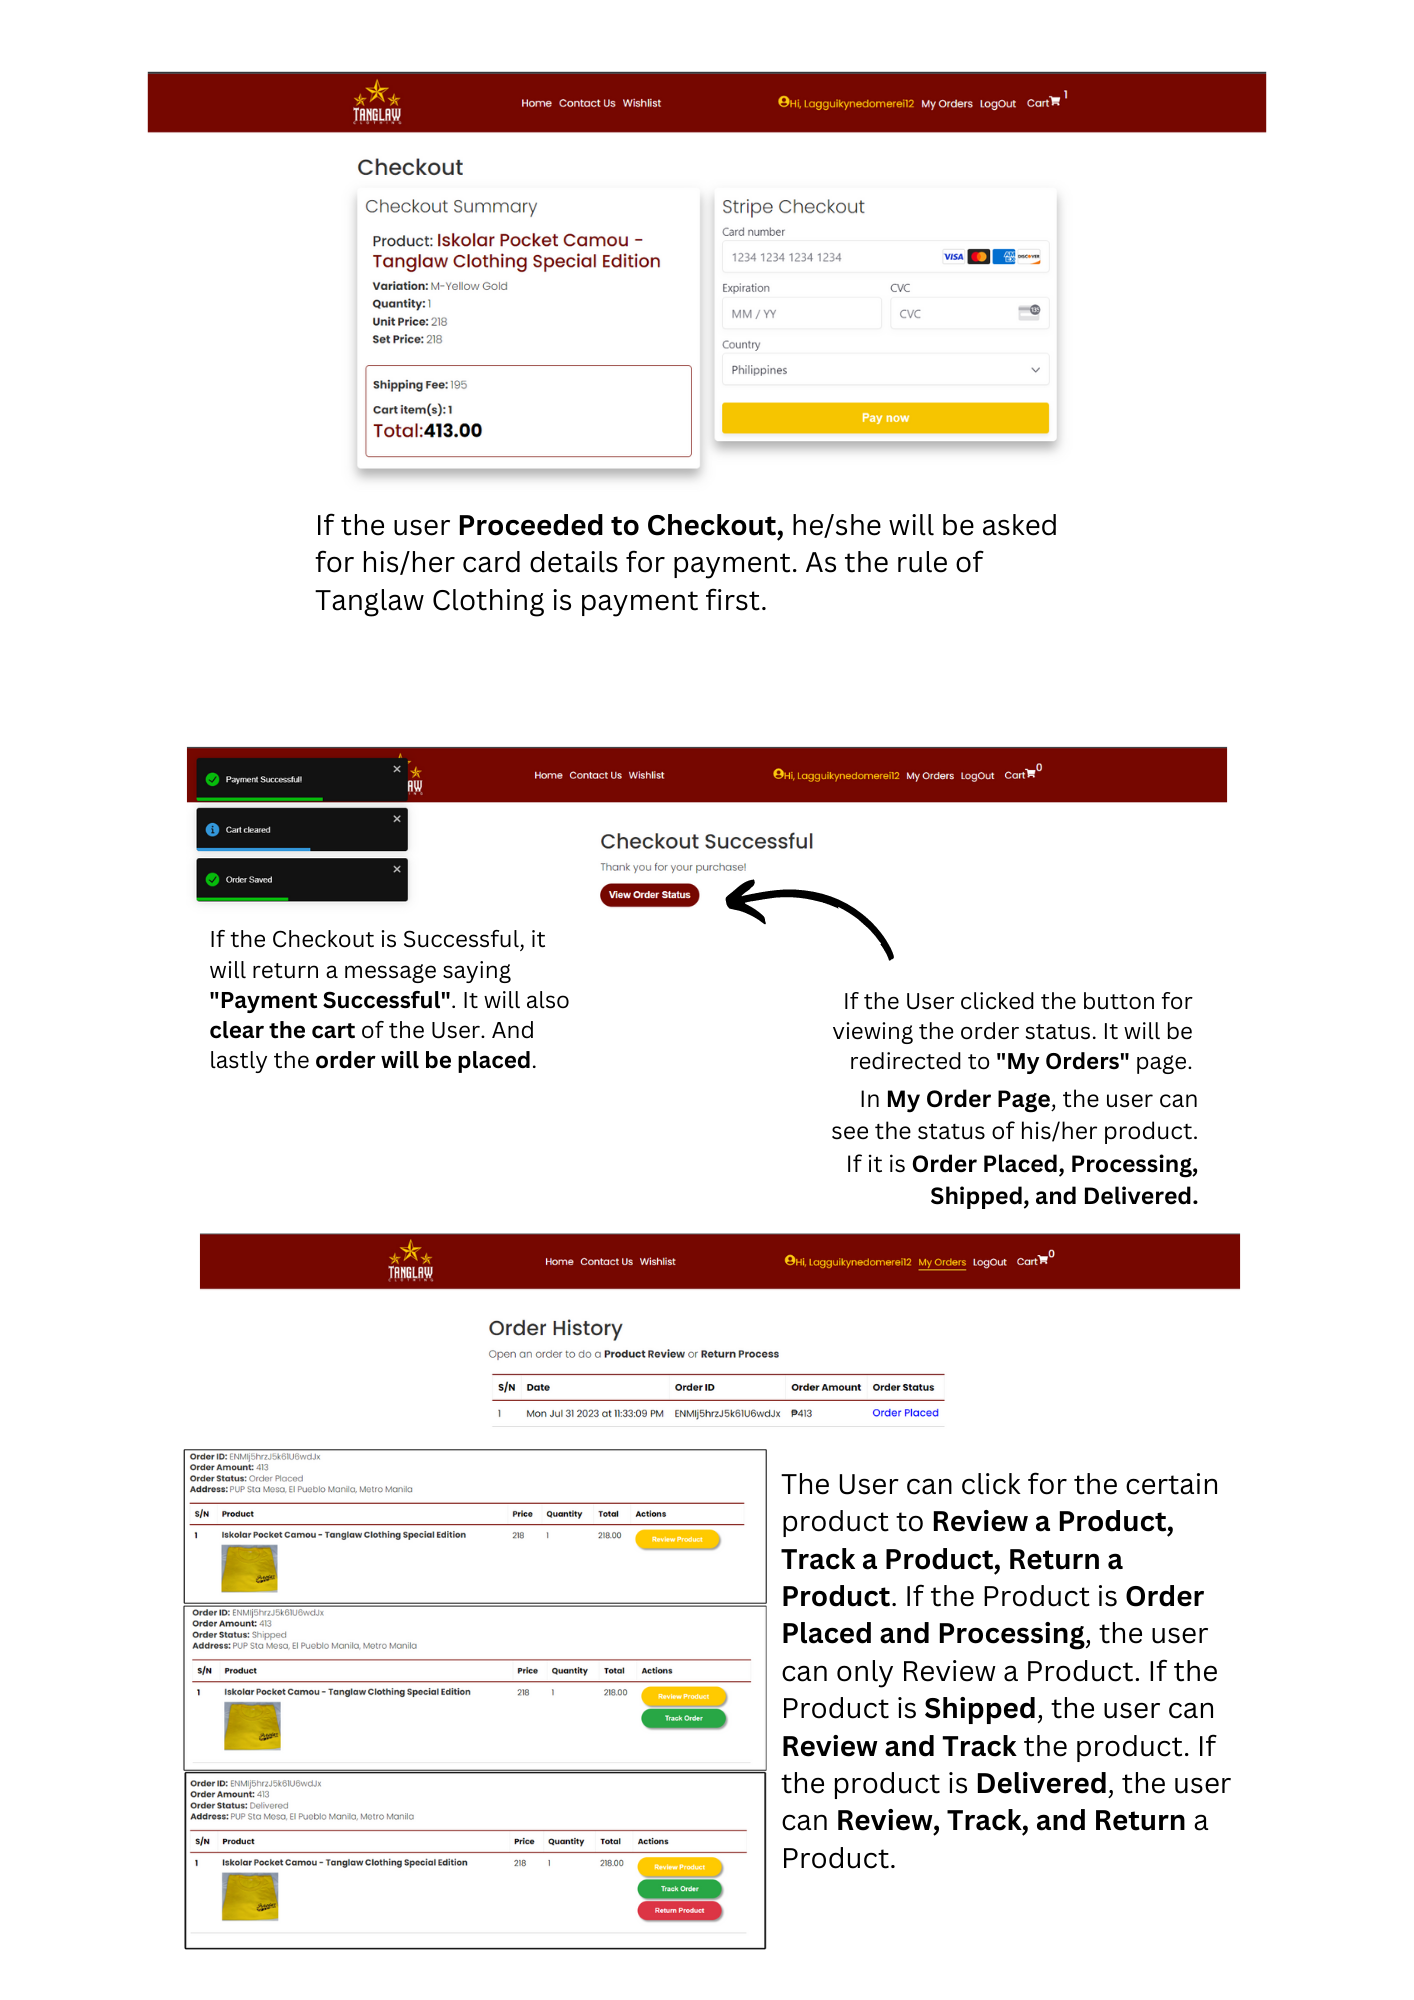 TANGLAW
CLOTHING
Home Contact Us Wishlist
Hi, Lagguikynedomerei12 My Orders LogOut Cart 1
Checkout
Checkout Summary
Product: Iskolar Pocket Camou -
Tanglaw Clothing Special Edition
Variation: M-Yellow Gold
Quantity: 1
Unit Price: 218
Set Price: 218
Shipping Fee: 195
Cart item(s): 1
Total:413.00
Stripe Checkout
Card number
1234 1234 1234 1234 VISA DISCOVER
Expiration CVC
MM / YY CVC
Country
Philippines
Pay now
If the user Proceeded to Checkout, he/she will be asked
for his/her card details for payment. As the rule of
Tanglaw Clothing is payment first.
Payment Successful!
Cart cleared
Order Saved
Home Contact Us Wishlist
Hi, Lagguikynedomerei12 My Orders LogOut Cart 0
Checkout Successful
Thank you for your purchase!
View Order Status
If the Checkout is Successful, it
will return a message saying
"Payment Successful". It will also
clear the cart of the User. And
lastly the order will be placed.
If the User clicked the button for
viewing the order status. It will be
redirected to "My Orders" page.
In My Order Page, the user can
see the status of his/her product.
If it is Order Placed, Processing,
Shipped, and Delivered.
TANGLAW
CLOTHING
Home Contact Us Wishlist
Hi, Lagguikynedomerei12 My Orders LogOut Cart 0
Order History
Open an order to do a Product Review or Return Process
S/N Date Order ID Order Amount Order Status
1 Mon Jul 31 2023 at 11:33:09 PM ENMIj5hrzJ5k61U6wdJx ₱413 Order Placed
Order ID: ENMIj5hrzJ5k61U6wdJx
Order Amount: 413
Order Status: Order Placed
Address: PUP Sta Mesa, El Pueblo Manila, Metro Manila
S/N Product Price Quantity Total Actions
1 Iskolar Pocket Camou - Tanglaw Clothing Special Edition 218 1 218.00 Review Product
Order ID: ENMIj5hrzJ5k61U6wdJx
Order Amount: 413
Order Status: Shipped
Address: PUP Sta Mesa, El Pueblo Manila, Metro Manila
S/N Product Price Quantity Total Actions
1 Iskolar Pocket Camou - Tanglaw Clothing Special Edition 218 1 218.00 Review Product
Track Order
Order ID: ENMIj5hrzJ5k61U6wdJx
Order Amount: 413
Order Status: Delivered
Address: PUP Sta Mesa, El Pueblo Manila, Metro Manila
S/N Product Price Quantity Total Actions
1 Iskolar Pocket Camou - Tanglaw Clothing Special Edition 218 1 218.00 Review Product
Track Order
Return Product
The User can click for the certain
product to Review a Product,
Track a Product, Return a
Product. If the Product is Order
Placed and Processing, the user
can only Review a Product. If the
Product is Shipped, the user can
Review and Track the product. If
the product is Delivered, the user
can Review, Track, and Return a
Product.